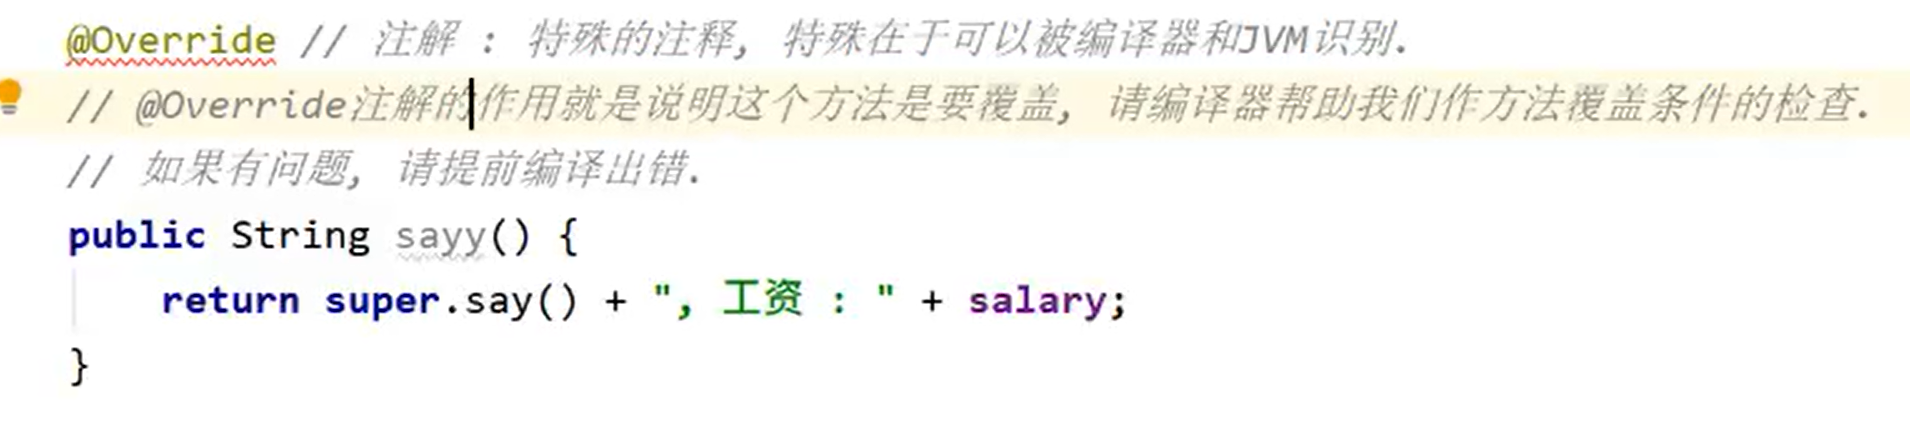 @Override // 注解 : 特殊的注释, 特殊在于可以被编译器和JVM识别.
// @Override注解的作用就是说明这个方法是要覆盖, 请编译器帮助我们作方法覆盖条件的检查.
// 如果有问题, 请提前编译出错.
public String sayy() {
    return super.say() + ", 工资 : " + salary;
}